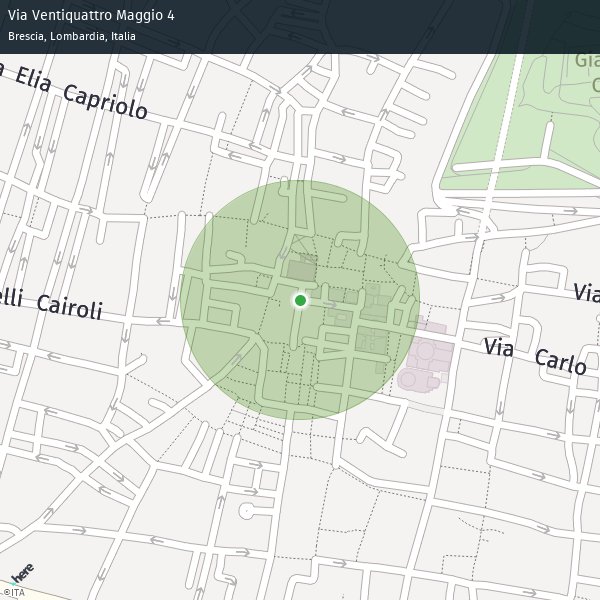 Via Ventiquattro Maggio 4
Brescia, Lombardia, Italia
Gia
a Elia Capriolo
elli Cairoli
Via
Via Carlo
here
©ITA